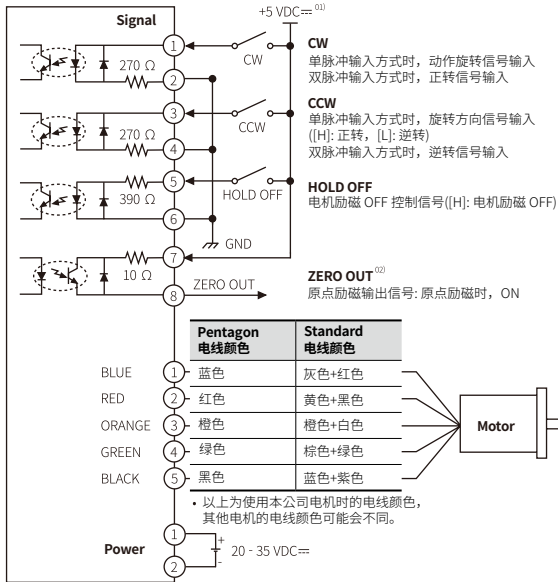 Signal
+5 VDC⎓ 01)
1
CW
270 Ω
2
3
CCW
270 Ω
4
5
HOLD OFF
390 Ω
6
GND
7
10 Ω
8
ZERO OUT
CW
单脉冲输入方式时，动作旋转信号输入
双脉冲输入方式时，正转信号输入
CCW
单脉冲输入方式时，旋转方向信号输入
([H]: 正转，[L]: 逆转)
双脉冲输入方式时，逆转信号输入
HOLD OFF
电机励磁 OFF 控制信号([H]: 电机励磁 OFF)
ZERO OUT 02)
原点励磁输出信号: 原点励磁时，ON
Pentagon Standard
电线颜色 电线颜色
BLUE 1 蓝色 灰色+红色
RED 2 红色 黄色+黑色
ORANGE 3 橙色 橙色+白色
GREEN 4 绿色 棕色+绿色
BLACK 5 黑色 蓝色+紫色
Motor
• 以上为使用本公司电机时的电线颜色，
其他电机的电线颜色可能会不同。
Power
1
+
20 - 35 VDC⎓
-
2